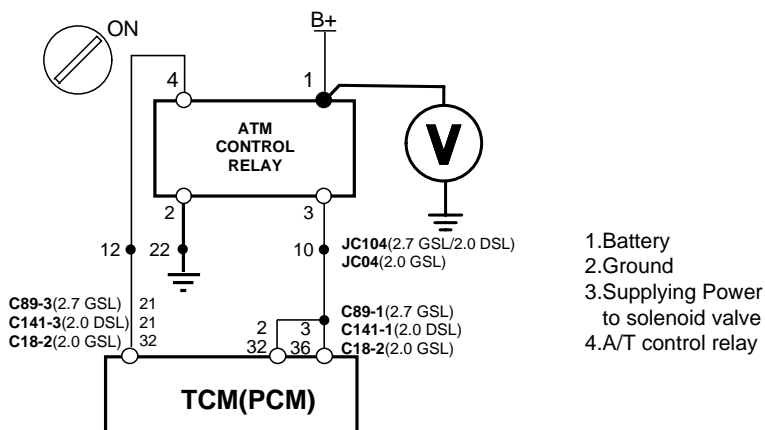 ON
B+
4
1
ATM
CONTROL
RELAY
V
2
3
12
22
10
JC104(2.7 GSL/2.0 DSL)
JC04(2.0 GSL)
C89-3(2.7 GSL) 21
C141-3(2.0 DSL) 21
C18-2(2.0 GSL) 32
2 3
32 36
C89-1(2.7 GSL)
C141-1(2.0 DSL)
C18-2(2.0 GSL)
TCM(PCM)
1.Battery
2.Ground
3.Supplying Power
to solenoid valve
4.A/T control relay